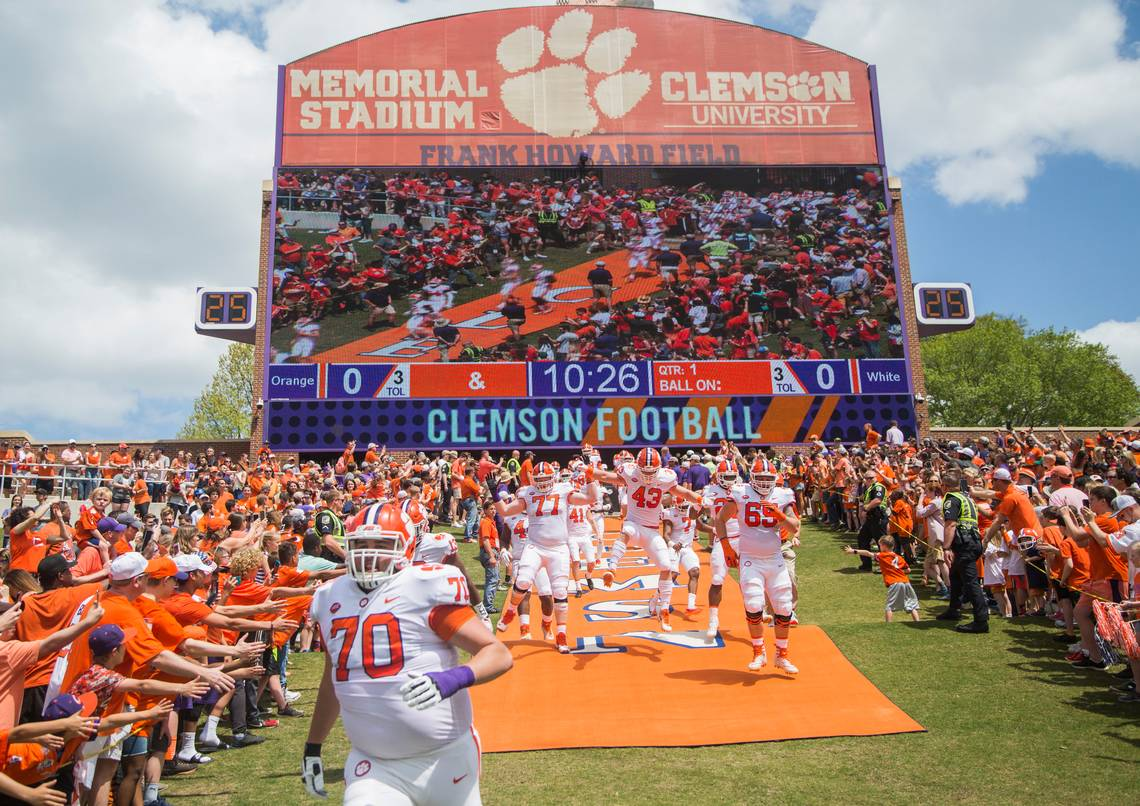 MEMORIAL
STADIUM
CLEMSON
UNIVERSITY
FRANK HOWARD FIELD
25
25
Orange 0 3 TOL & 10:26 QTR: 1 BALL ON: 3 TOL 0 White
CLEMSON FOOTBALL
77
43
65
41
70